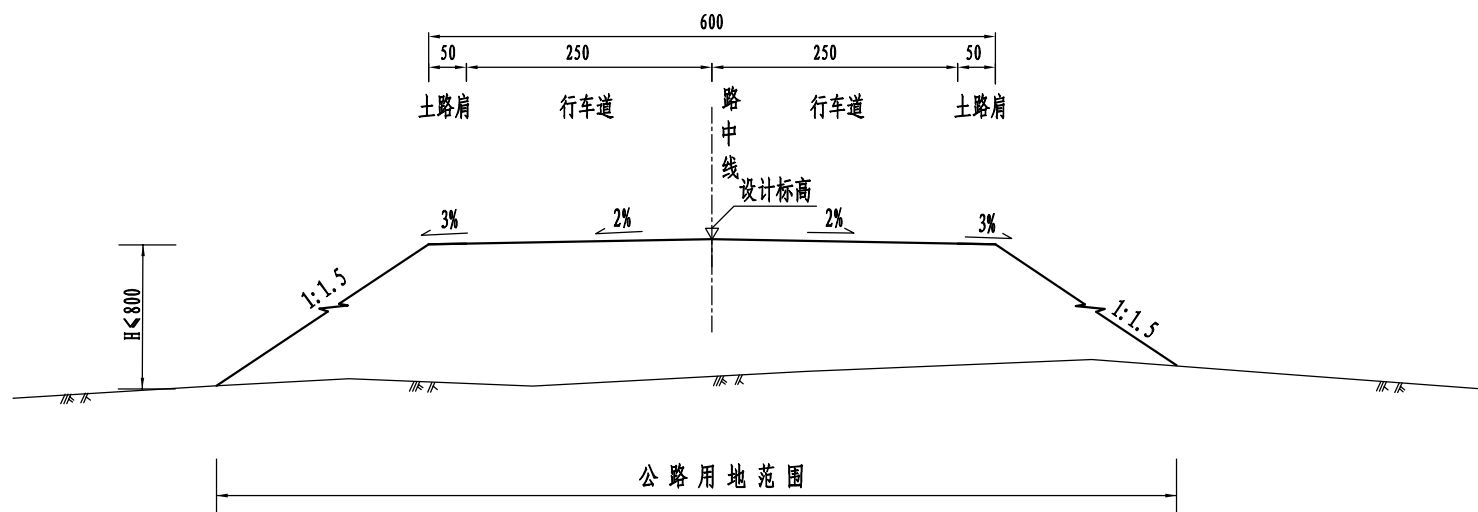 600
50 250 250 50
土路肩 行车道 行车道 土路肩
路中线
设计标高
3% 2% 2% 3%
1:1.5
H≤800
1:1.5
公路用地范围